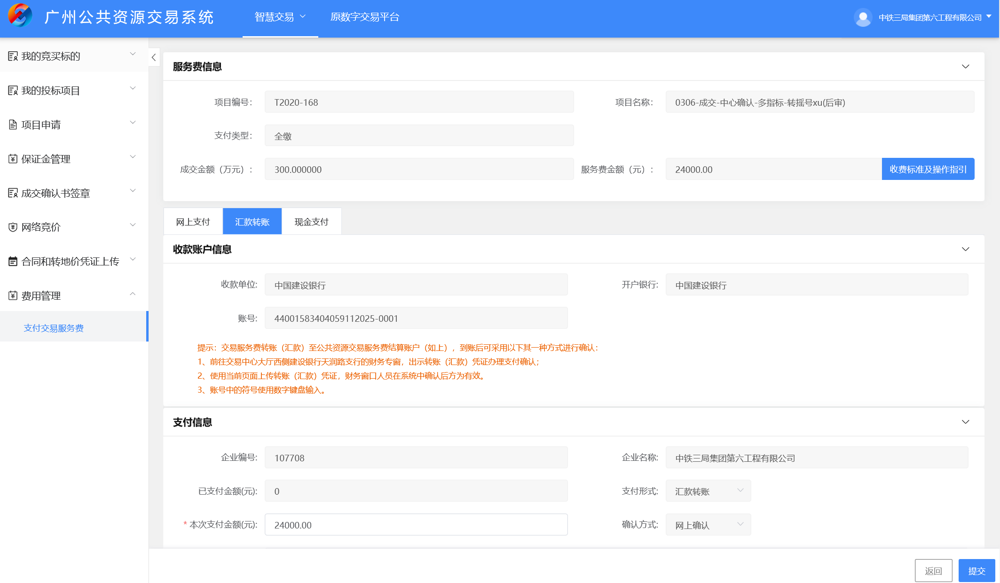 广州公共资源交易系统
智慧交易
原数字交易平台
中铁三局集团第六工程有限公司
我的竞买标的
我的投标项目
项目申请
保证金管理
成交确认书签章
网络竞价
合同和转地价凭证上传
费用管理
支付交易服务费
服务费信息
项目编号： T2020-168
项目名称： 0306-成交-中心确认-多指标-转摇号xu(后审)
支付类型： 全缴
成交金额（万元）： 300.000000
服务费金额（元）： 24000.00 收费标准及操作指引
网上支付 汇款转账 现金支付
收款账户信息
收款单位: 中国建设银行
开户银行: 中国建设银行
账号: 44001583404059112025-0001
提示：交易服务费转账（汇款）至公共资源交易服务费结算账户（如上），到账后可采用以下其一种方式进行确认：
1、前往交易中心大厅西侧建设银行天润路支行的财务专窗，出示转账（汇款）凭证办理支付确认；
2、使用当前页面上传转账（汇款）凭证，财务窗口人员在系统中确认后方为有效。
3、账号中的符号使用数字键盘输入。
支付信息
企业编号: 107708
企业名称: 中铁三局集团第六工程有限公司
已支付金额(元): 0
支付形式: 汇款转账
* 本次支付金额(元): 24000.00
确认方式: 网上确认
返回 提交